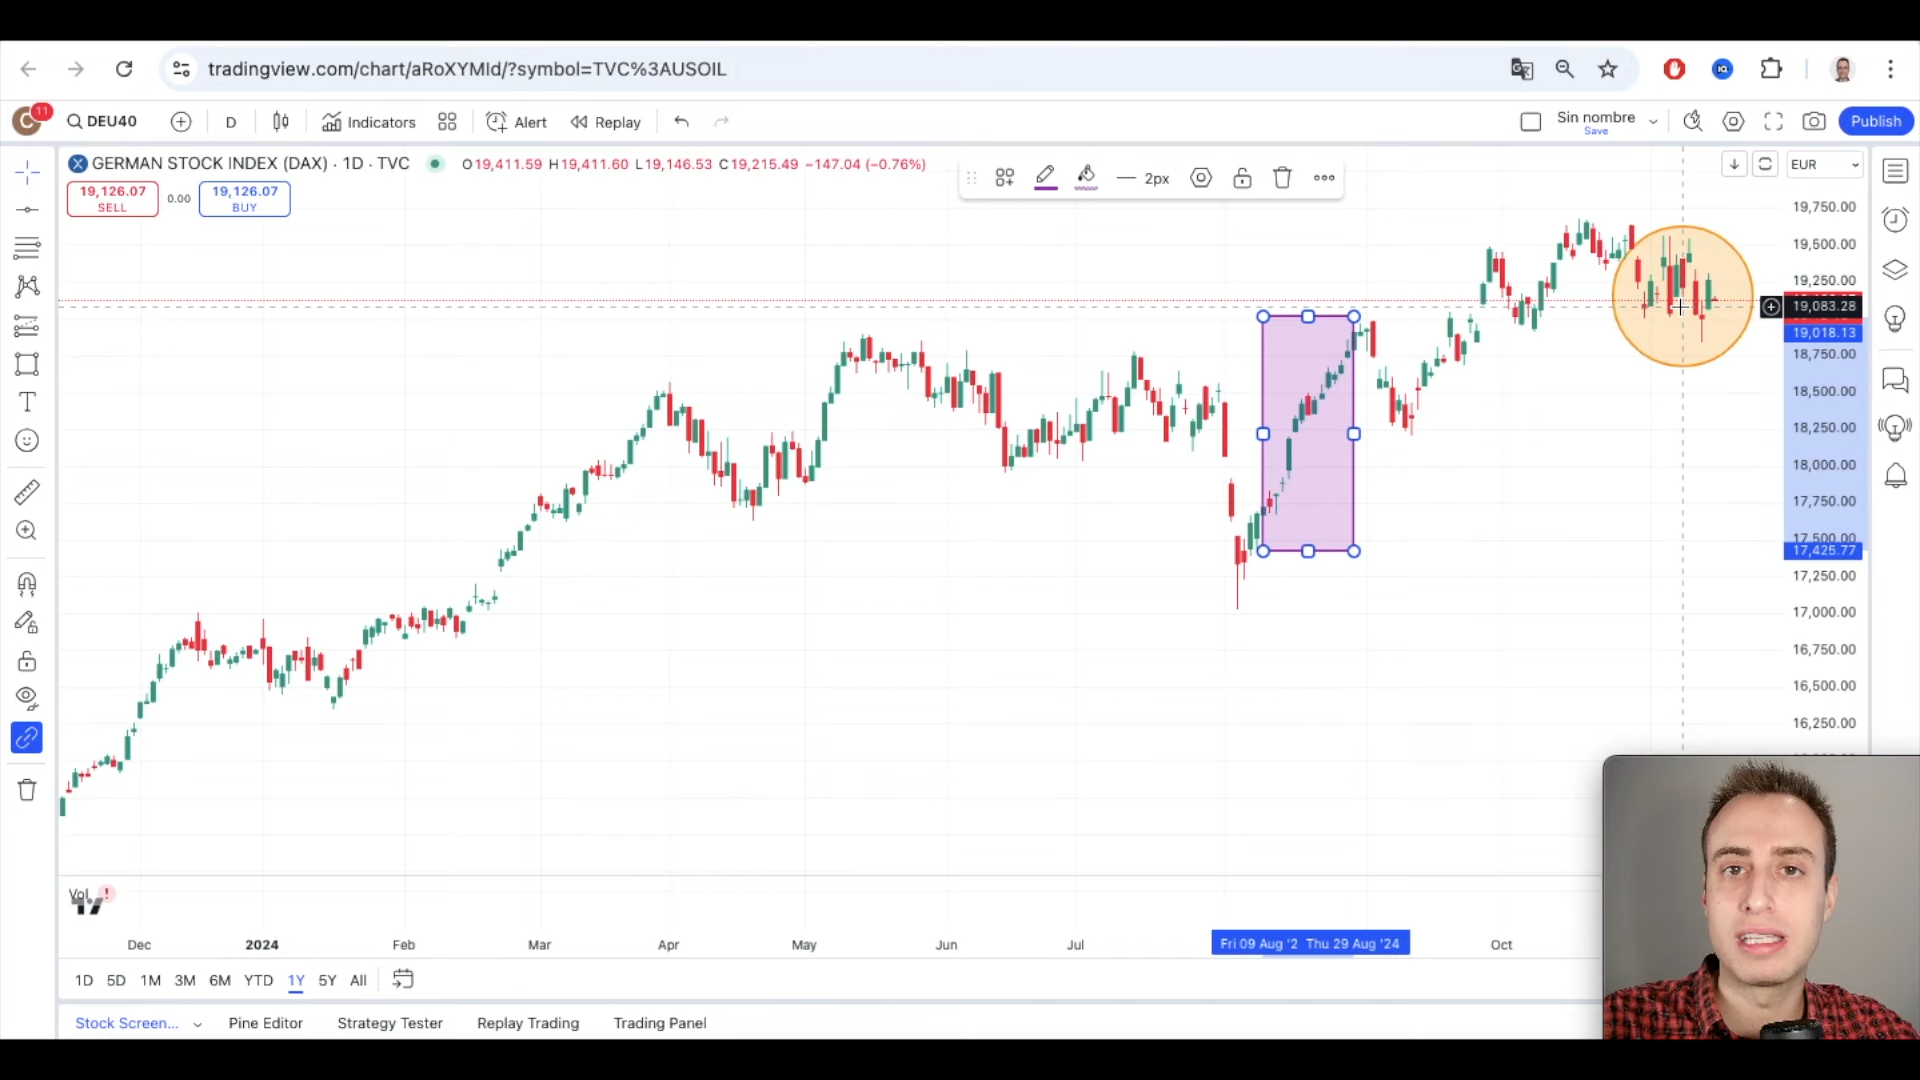 tradingview.com/chart/aRoXYMld/?symbol=TVC%3AUSOIL
C 11 DEU40 D Indicators Alert Replay Sin nombre Save Publish
GERMAN STOCK INDEX (DAX) · 1D · TVC O19,411.59 H19,411.60 L19,146.53 C19,215.49 −147.04 (−0.76%)
2px
EUR
19,126.07 SELL 0.00 19,126.07 BUY
19,750.00
19,500.00
19,250.00
19,083.28
19,018.13
18,750.00
18,500.00
18,250.00
18,000.00
17,750.00
17,500.00
17,425.77
17,250.00
17,000.00
16,750.00
16,500.00
16,250.00
Vol
Dec 2024 Feb Mar Apr May Jun Jul Fri 09 Aug '2 Thu 29 Aug '24 Oct
1D 5D 1M 3M 6M YTD 1Y 5Y All
Stock Screen... Pine Editor Strategy Tester Replay Trading Trading Panel